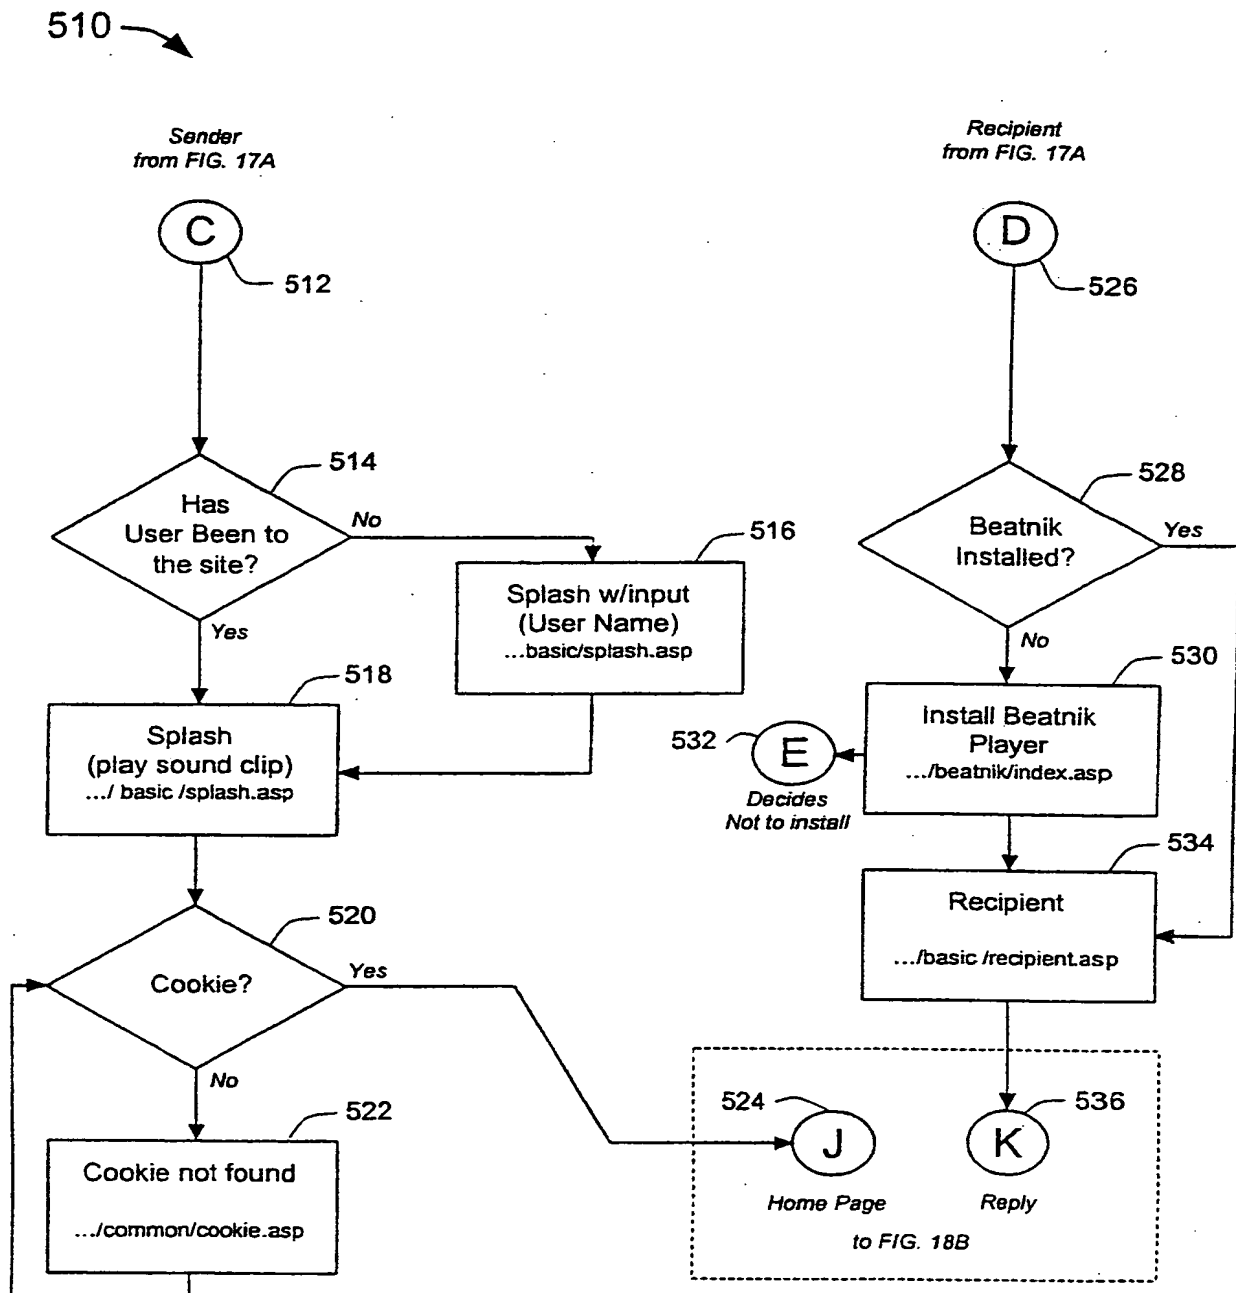 510
Sender
from FIG. 17A
C
512
514
Has
User Been to
the site?
No
Yes
516
Splash w/input
(User Name)
...basic/splash.asp
518
Splash
(play sound clip)
.../ basic /splash.asp
520
Cookie?
Yes
No
522
Cookie not found
.../common/cookie.asp
Recipient
from FIG. 17A
D
526
528
Beatnik
Installed?
Yes
No
530
Install Beatnik
Player
.../beatnik/index.asp
532
E
Decides
Not to install
534
Recipient
.../basic /recipient.asp
524
J
Home Page
536
K
Reply
to FIG. 18B